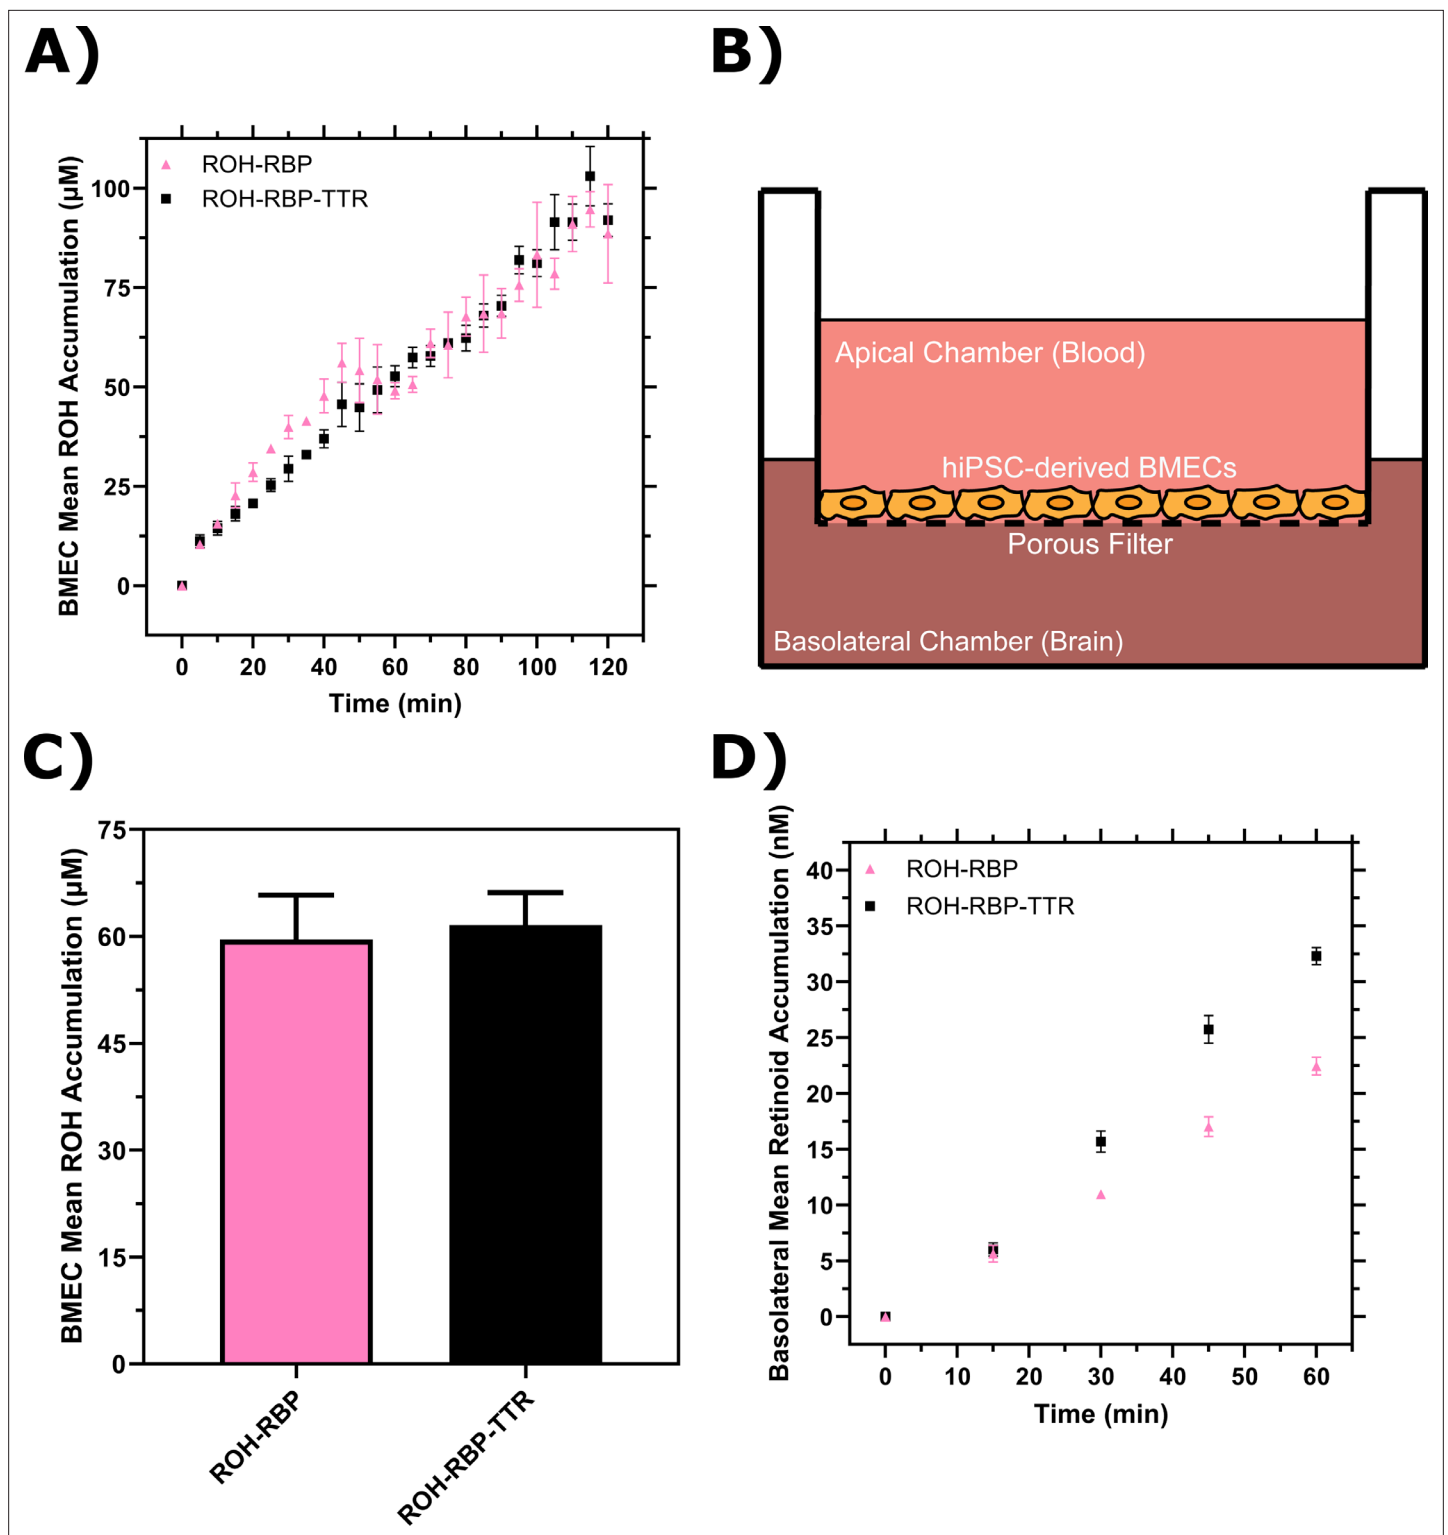 A)
BMEC Mean ROH Accumulation (µM)
ROH-RBP
ROH-RBP-TTR
100
75
50
25
0
0 20 40 60 80 100 120
Time (min)
B)
Apical Chamber (Blood)
hiPSC-derived BMECs
Porous Filter
Basolateral Chamber (Brain)
C)
BMEC Mean ROH Accumulation (µM)
75
60
45
30
15
0
ROH-RBP
ROH-RBP-TTR
D)
Basolateral Mean Retinoid Accumulation (nM)
ROH-RBP
ROH-RBP-TTR
40
35
30
25
20
15
10
5
0
0 10 20 30 40 50 60
Time (min)